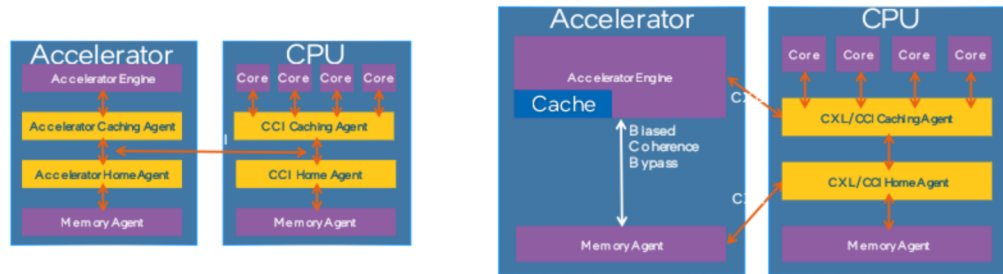 Accelerator
Accelerator Engine
Accelerator Caching Agent
Accelerator Home Agent
Memory Agent
CPU
Core Core Core Core
CCI Caching Agent
CCI Home Agent
Memory Agent
Accelerator
Accelerator Engine
Cache
Biased
Coherence
Bypass
Memory Agent
CPU
Core Core Core Core
CXL/CCI Caching Agent
CXL/CCI Home Agent
Memory Agent